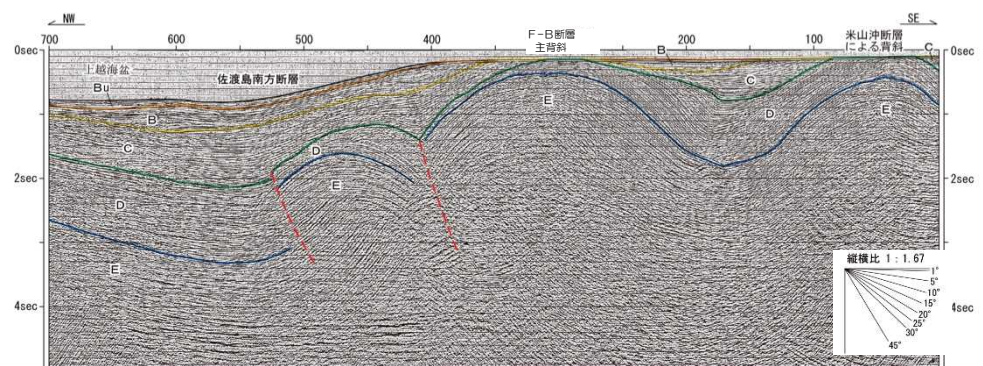 NW
SE
700
600
500
400
F-B断層
主背斜
200
100
米山沖断層
による背斜
C
0sec
0sec
上越海盆
佐渡島南方断層
B
Bu
B
C
C
D
E
E
D
E
2sec
2sec
D
E
縦横比 1：1.67
1°
5°
10°
15°
20°
25°
30°
45°
4sec
4sec